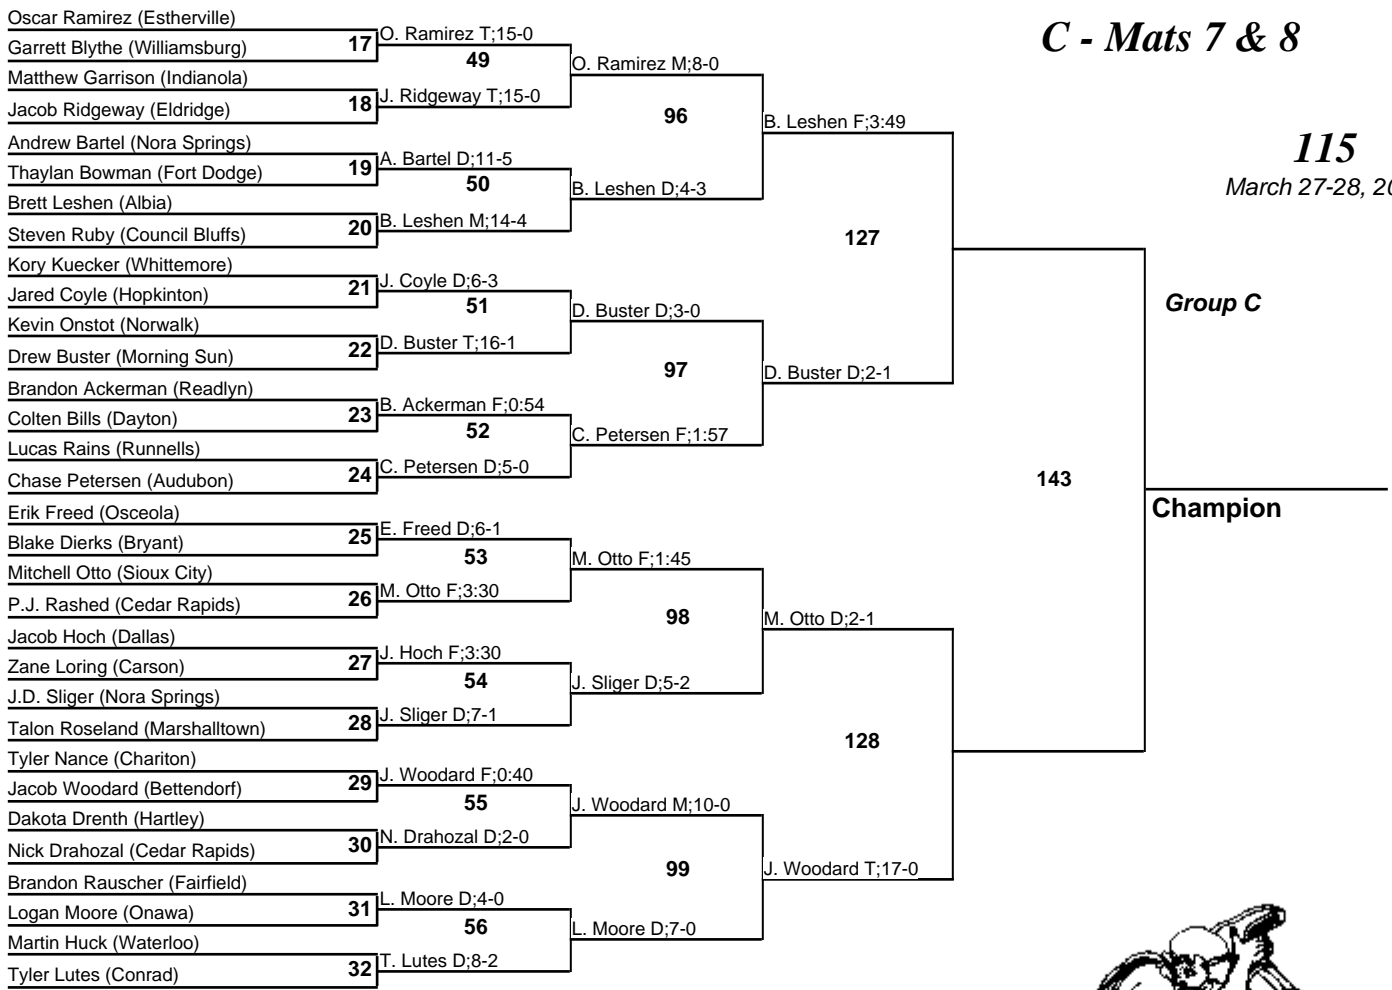 C - Mats 7 & 8
115
March 27-28, 20
Group C
Oscar Ramirez (Estherville)
Garrett Blythe (Williamsburg)
17
O. Ramirez T;15-0
49
Matthew Garrison (Indianola)
Jacob Ridgeway (Eldridge)
18
J. Ridgeway T;15-0
O. Ramirez M;8-0
96
Andrew Bartel (Nora Springs)
Thaylan Bowman (Fort Dodge)
19
A. Bartel D;11-5
50
Brett Leshen (Albia)
Steven Ruby (Council Bluffs)
20
B. Leshen M;14-4
B. Leshen D;4-3
B. Leshen F;3:49
127
Kory Kuecker (Whittemore)
Jared Coyle (Hopkinton)
21
J. Coyle D;6-3
51
Kevin Onstot (Norwalk)
Drew Buster (Morning Sun)
22
D. Buster T;16-1
D. Buster D;3-0
97
Brandon Ackerman (Readlyn)
Colten Bills (Dayton)
23
B. Ackerman F;0:54
52
Lucas Rains (Runnells)
Chase Petersen (Audubon)
24
C. Petersen D;5-0
C. Petersen F;1:57
D. Buster D;2-1
143
Champion
Erik Freed (Osceola)
Blake Dierks (Bryant)
25
E. Freed D;6-1
53
Mitchell Otto (Sioux City)
P.J. Rashed (Cedar Rapids)
26
M. Otto F;3:30
M. Otto F;1:45
98
Jacob Hoch (Dallas)
Zane Loring (Carson)
27
J. Hoch F;3:30
54
J.D. Sliger (Nora Springs)
Talon Roseland (Marshalltown)
28
J. Sliger D;7-1
J. Sliger D;5-2
M. Otto D;2-1
128
Tyler Nance (Chariton)
Jacob Woodard (Bettendorf)
29
J. Woodard F;0:40
55
Dakota Drenth (Hartley)
Nick Drahozal (Cedar Rapids)
30
N. Drahozal D;2-0
J. Woodard M;10-0
99
Brandon Rauscher (Fairfield)
Logan Moore (Onawa)
31
L. Moore D;4-0
56
Martin Huck (Waterloo)
Tyler Lutes (Conrad)
32
T. Lutes D;8-2
L. Moore D;7-0
J. Woodard T;17-0